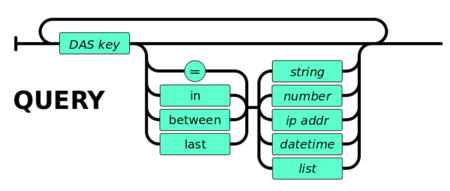 DAS key
= string
in number
QUERY
between ip addr
last datetime
list